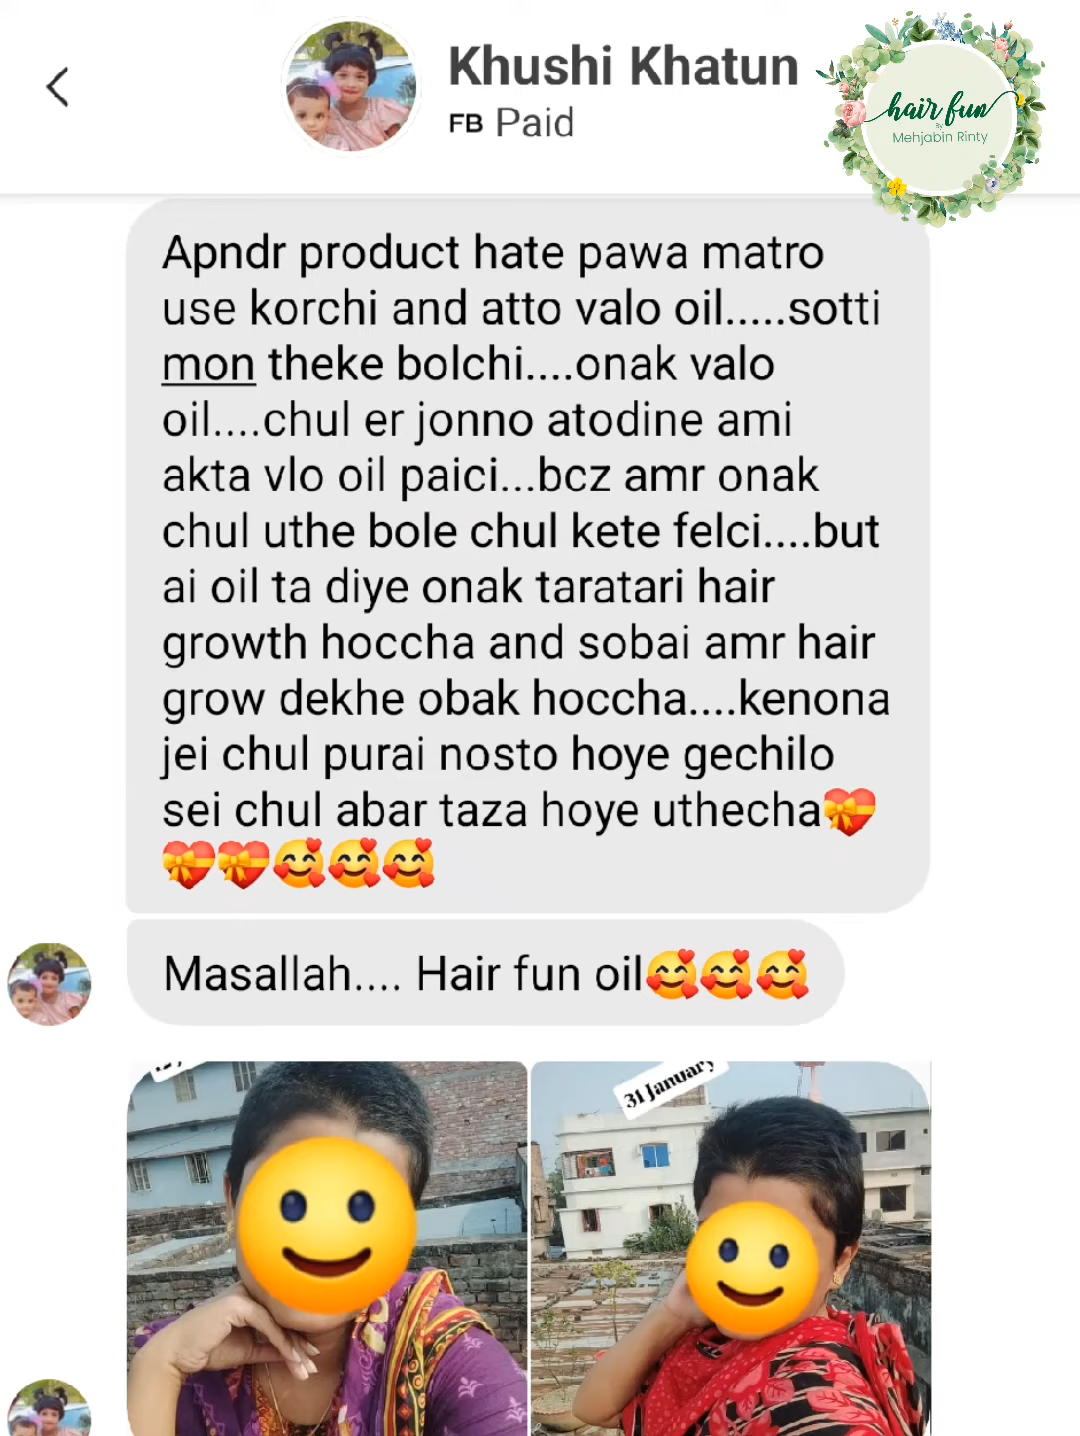 Khushi Khatun
FB Paid
hair fun
By
Mehjabin Rinty
Apndr product hate pawa matro
use korchi and atto valo oil.....sotti
mon theke bolchi....onak valo
oil....chul er jonno atodine ami
akta vlo oil paici...bcz amr onak
chul uthe bole chul kete felci....but
ai oil ta diye onak taratari hair
growth hoccha and sobai amr hair
grow dekhe obak hoccha....kenona
jei chul purai nosto hoye gechilo
sei chul abar taza hoye uthecha💝
💝💝🥰🥰🥰
Masallah.... Hair fun oil🥰🥰🥰
31 January